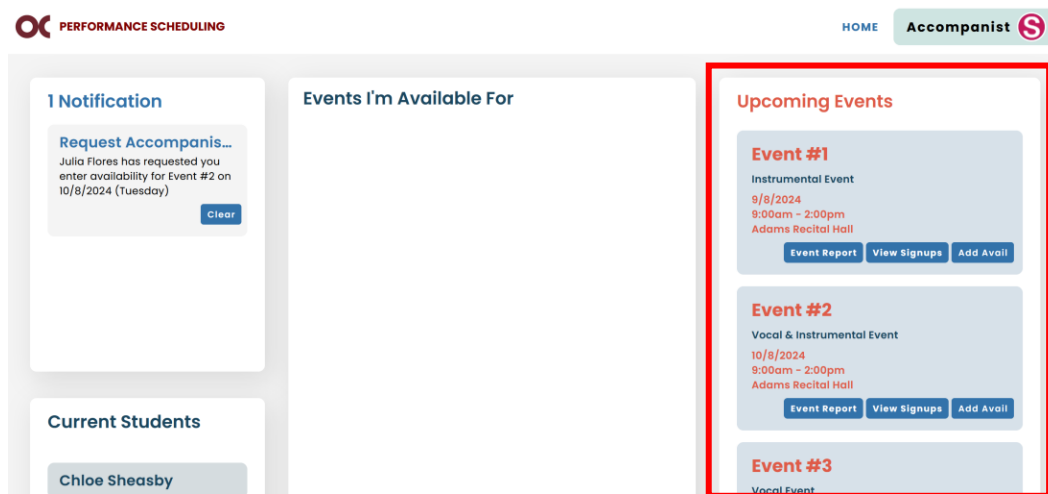 OC PERFORMANCE SCHEDULING
HOME
Accompanist S
1 Notification
Request Accompanis...
Julia Flores has requested you
enter availability for Event #2 on
10/8/2024 (Tuesday)
Clear
Current Students
Chloe Sheasby
Events I'm Available For
Upcoming Events
Event #1
Instrumental Event
9/8/2024
9:00am - 2:00pm
Adams Recital Hall
Event Report View Signups Add Avail
Event #2
Vocal & Instrumental Event
10/8/2024
9:00am - 2:00pm
Adams Recital Hall
Event Report View Signups Add Avail
Event #3
Vocal Event